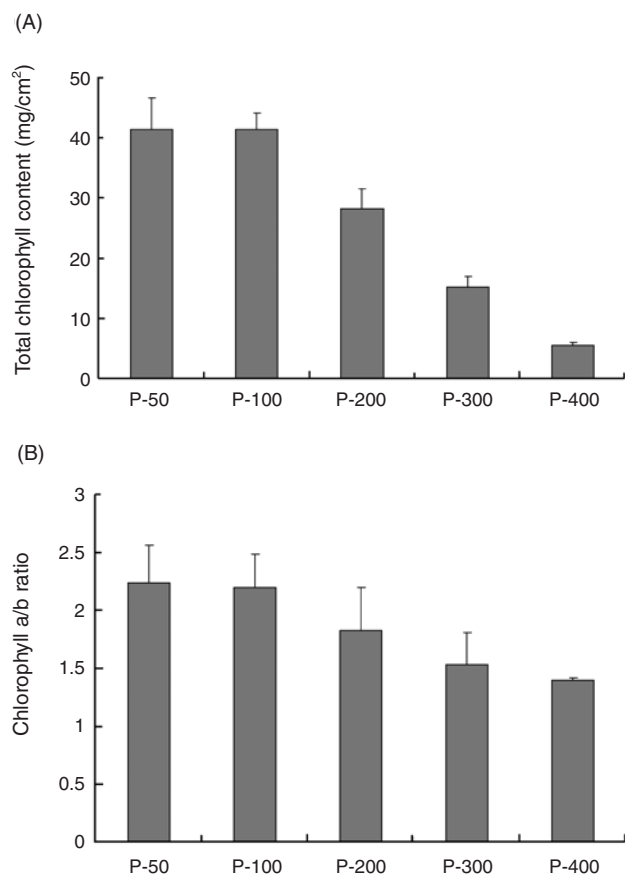 (A)
Total chlorophyll content (mg/cm²)
50
40
30
20
10
0
P-50 P-100 P-200 P-300 P-400
(B)
Chlorophyll a/b ratio
3
2.5
2
1.5
1
0.5
0
P-50 P-100 P-200 P-300 P-400